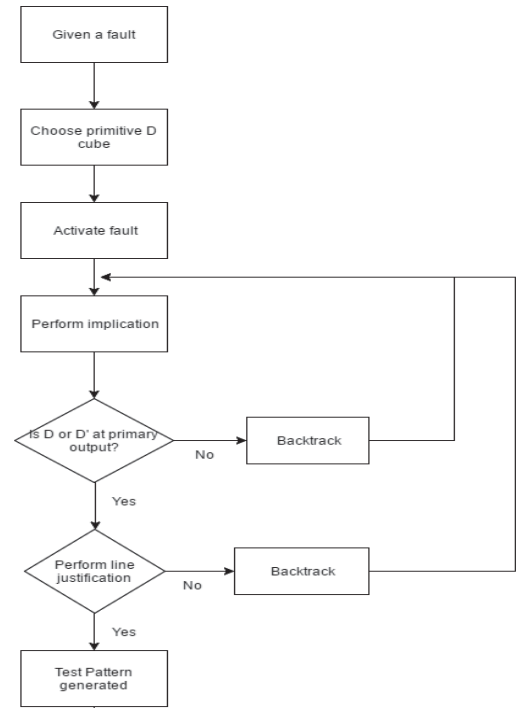 Given a fault
Choose primitive D
cube
Activate fault
Perform implication
Is D or D' at primary
output?
No
Backtrack
Yes
Perform line
justification
No
Backtrack
Yes
Test Pattern
generated